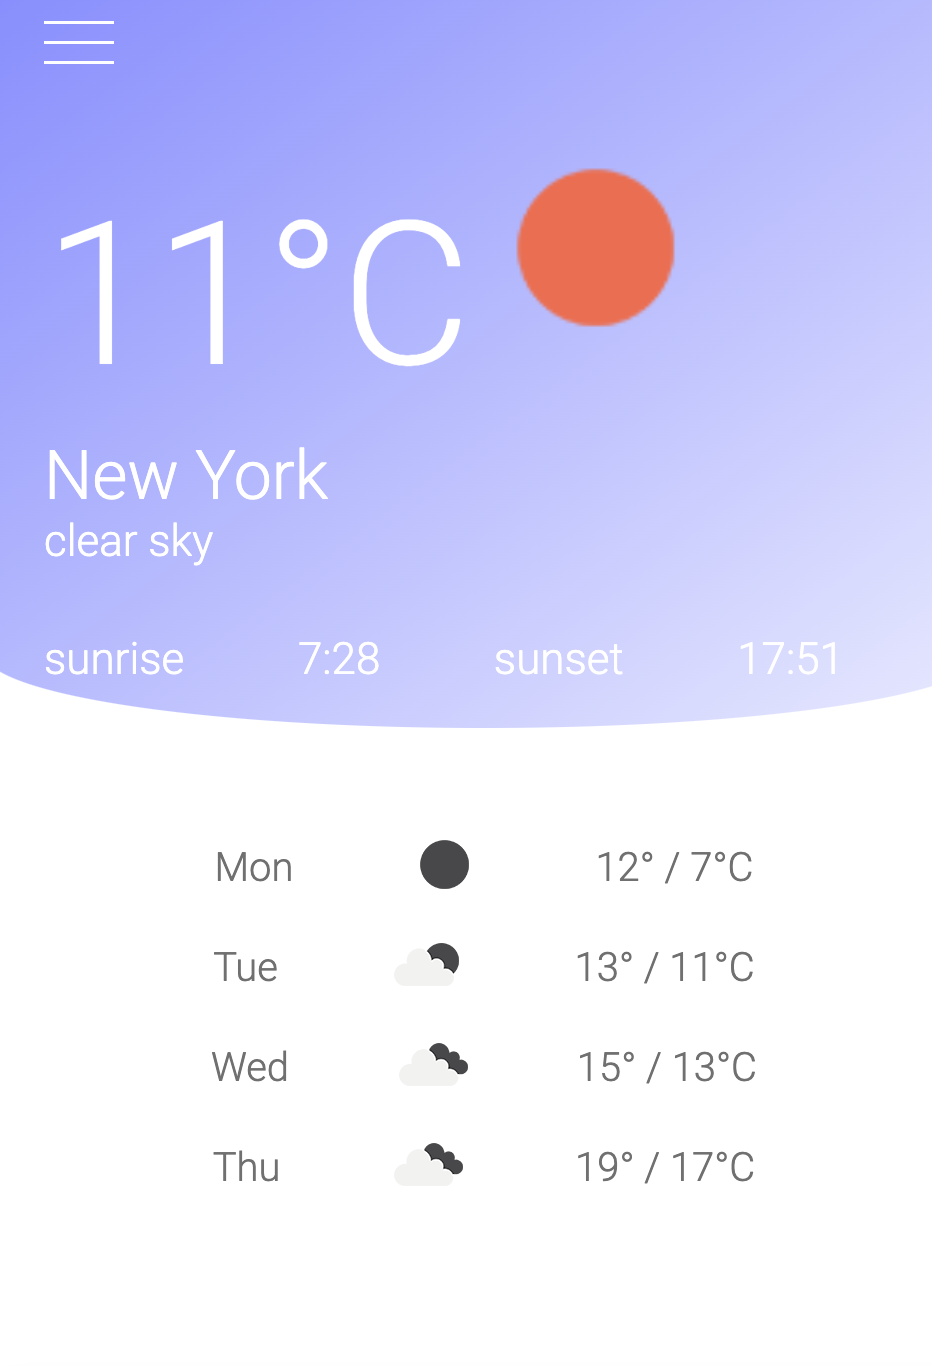 11°C
New York
clear sky
sunrise 7:28 sunset 17:51
Mon 12° / 7°C
Tue 13° / 11°C
Wed 15° / 13°C
Thu 19° / 17°C